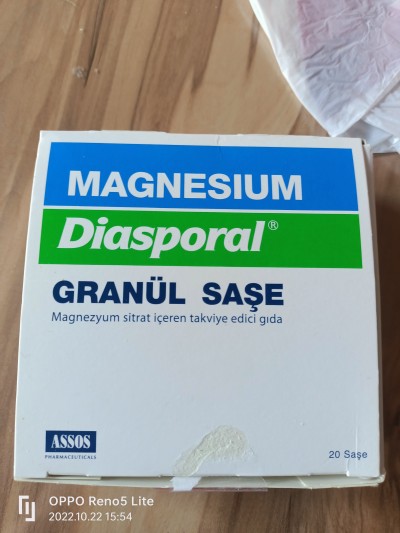 MAGNESIUM
Diasporal®
GRANÜL SAŞE
Magnezyum sitrat içeren takviye edici gıda
ASSOS
PHARMACEUTICALS
20 Saşe
OPPO Reno5 Lite
2022.10.22 15:54